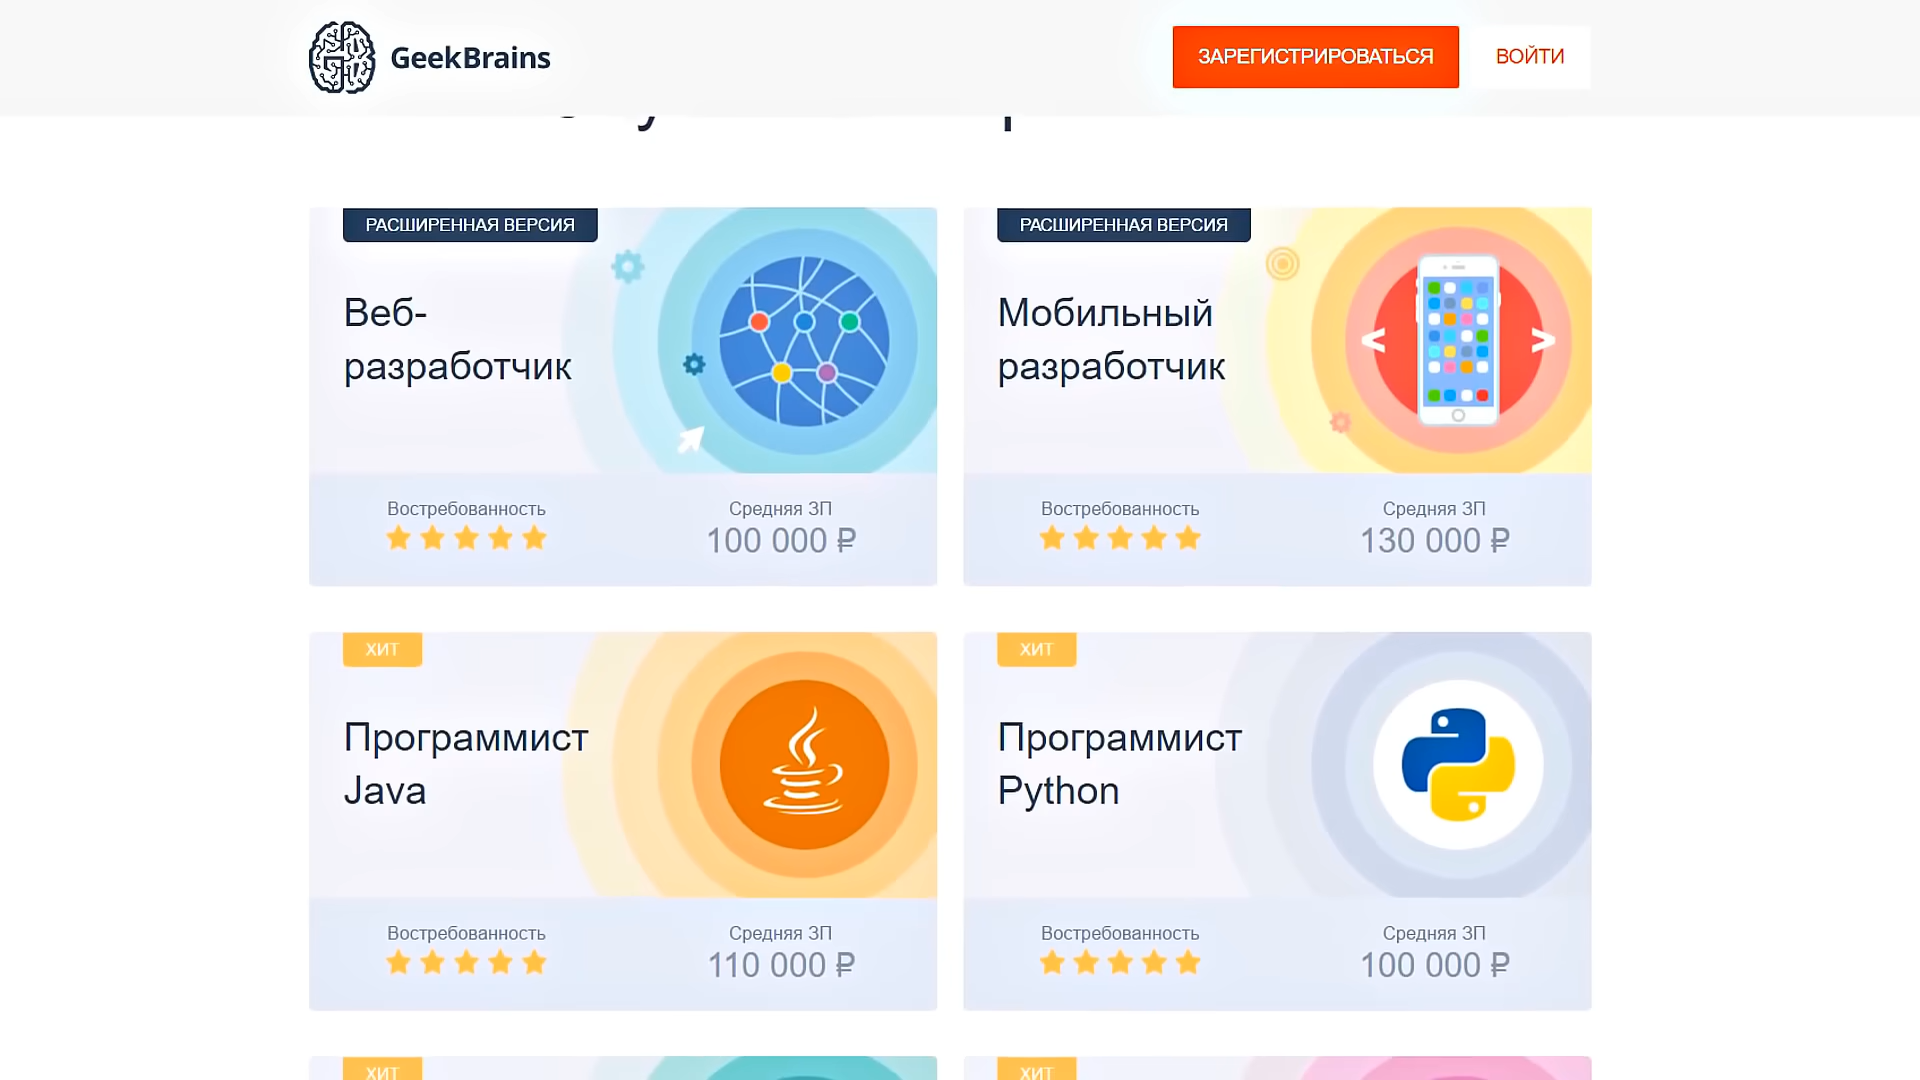 GeekBrains
ЗАРЕГИСТРИРОВАТЬСЯ
ВОЙТИ
РАСШИРЕННАЯ ВЕРСИЯ
Веб-
разработчик
Востребованность
Средняя ЗП
100 000 ₽
РАСШИРЕННАЯ ВЕРСИЯ
Мобильный
разработчик
< >
Востребованность
Средняя ЗП
130 000 ₽
ХИТ
Программист
Java
Востребованность
Средняя ЗП
110 000 ₽
ХИТ
Программист
Python
Востребованность
Средняя ЗП
100 000 ₽
ХИТ
ХИТ